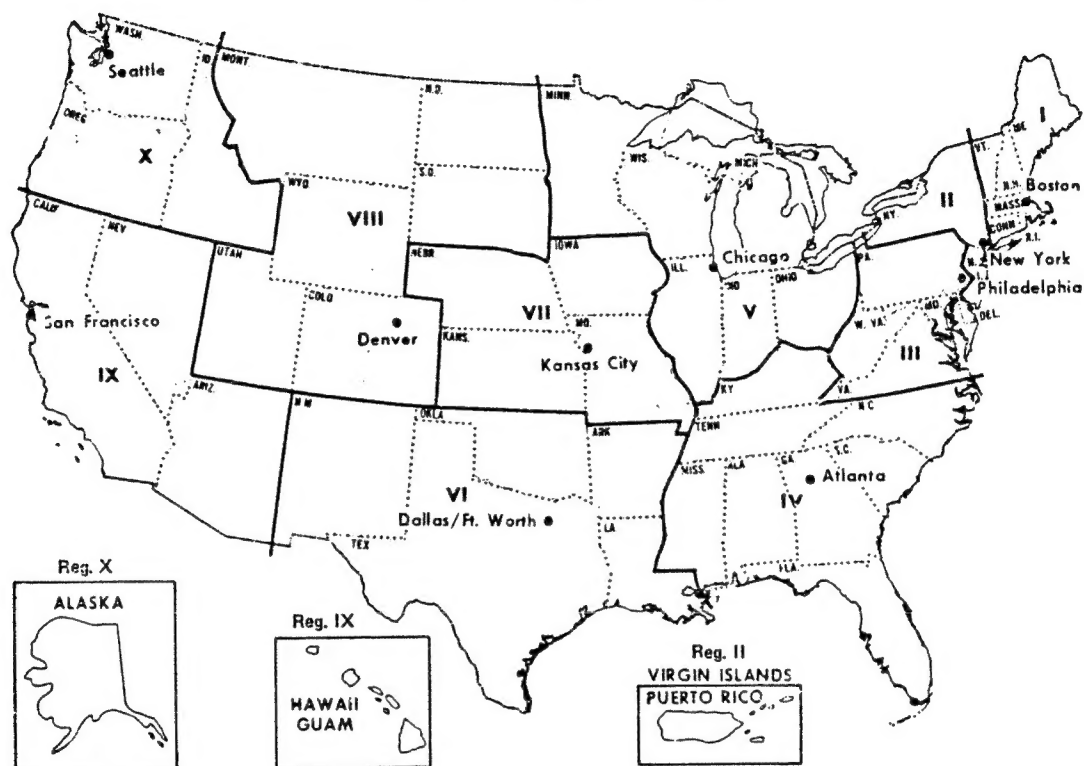 WASH.
Seattle
ID.
MONT.
N.D.
MINN.
OREG
X
WYO.
S.D.
VIII
WIS.
MICH
VT.
ME
I
N.H.
Boston
MASS
CONN
R.I.
II
N.Y.
New York
Philadelphia
CALIF
NEV
UTAH
NEBR.
IOWA
ILL.
Chicago
IND
OHIO
PA.
N.J.
MD.
DEL.
COLO
Denver
San Francisco
VII
MO.
KANS.
Kansas City
V
W. VA.
III
IX
ARIZ.
N M
OKLA
ARK
KY
VA.
TENN
N C
MISS.
ALA
GA
S.C.
Atlanta
IV
VI
Dallas/Ft. Worth
LA
TEX
FLA
Reg. X
ALASKA
Reg. IX
HAWAII
GUAM
Reg. II
VIRGIN ISLANDS
PUERTO RICO